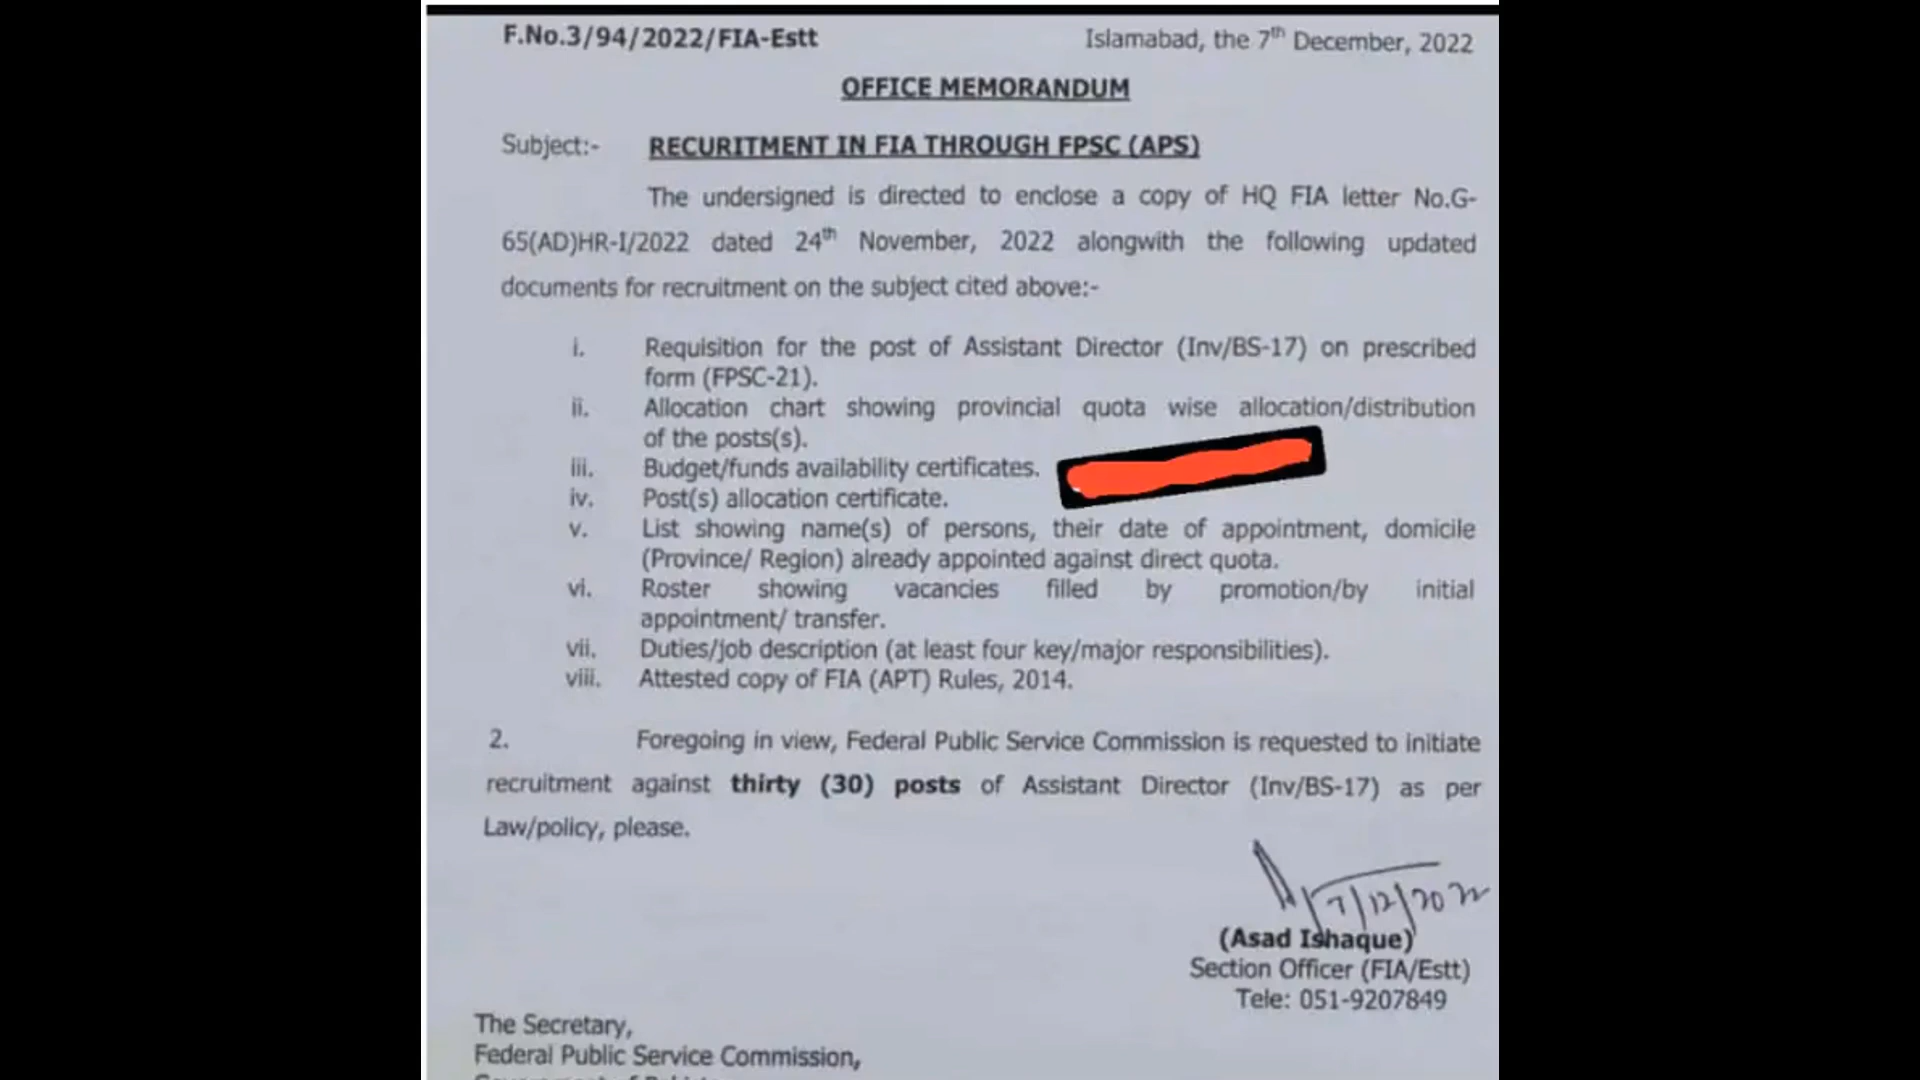 F.No.3/94/2022/FIA-Estt
Islamabad, the 7th December, 2022
OFFICE MEMORANDUM
Subject:- RECURITMENT IN FIA THROUGH FPSC (APS)
The undersigned is directed to enclose a copy of HQ FIA letter No.G-
65(AD)HR-I/2022 dated 24th November, 2022 alongwith the following updated
documents for recruitment on the subject cited above:-
i. Requisition for the post of Assistant Director (Inv/BS-17) on prescribed
form (FPSC-21).
ii. Allocation chart showing provincial quota wise allocation/distribution
of the posts(s).
iii. Budget/funds availability certificates.
iv. Post(s) allocation certificate.
v. List showing name(s) of persons, their date of appointment, domicile
(Province/ Region) already appointed against direct quota.
vi. Roster showing vacancies filled by promotion/by initial
appointment/ transfer.
vii. Duties/job description (at least four key/major responsibilities).
viii. Attested copy of FIA (APT) Rules, 2014.
2. Foregoing in view, Federal Public Service Commission is requested to initiate
recruitment against thirty (30) posts of Assistant Director (Inv/BS-17) as per
Law/policy, please.
7/12/2022
(Asad Ishaque)
Section Officer (FIA/Estt)
Tele: 051-9207849
The Secretary,
Federal Public Service Commission,